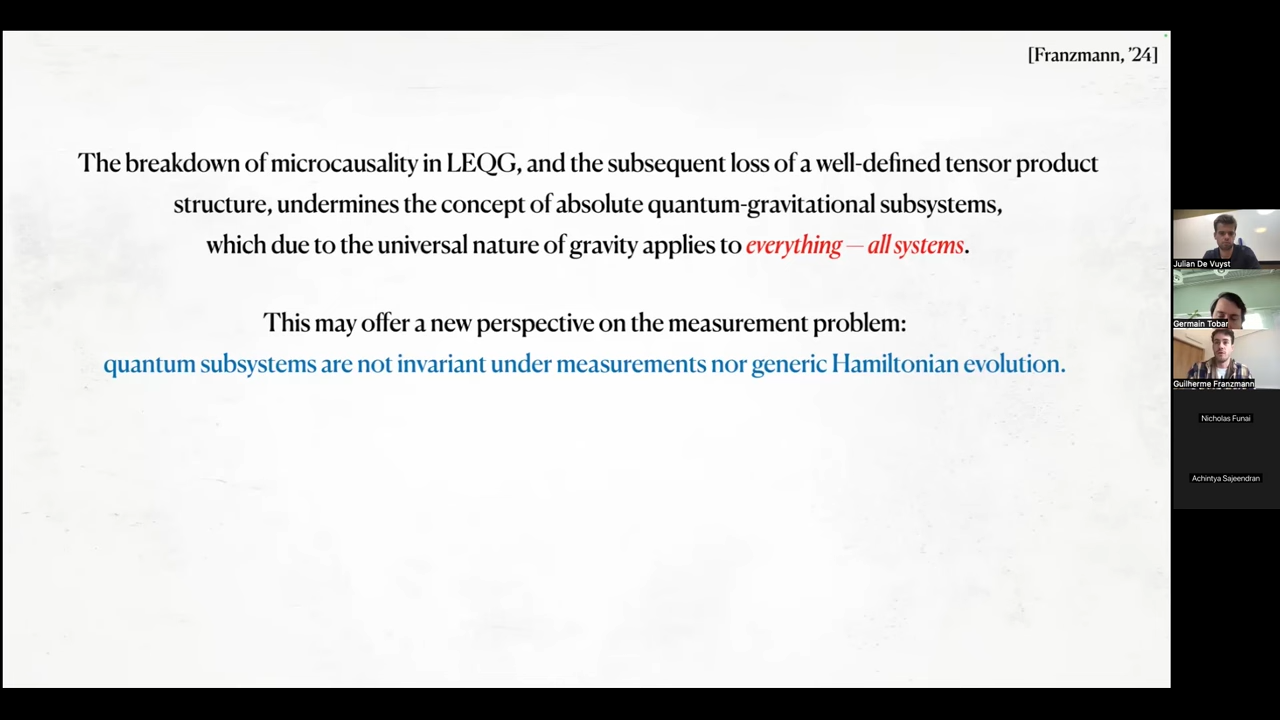 [Franzmann, ’24]
The breakdown of microcausality in LEQG, and the subsequent loss of a well-defined tensor product
structure, undermines the concept of absolute quantum-gravitational subsystems,
which due to the universal nature of gravity applies to everything — all systems.
This may offer a new perspective on the measurement problem:
quantum subsystems are not invariant under measurements nor generic Hamiltonian evolution.
Julian De Vuyst
Germain Tobar
Guilherme Franzmann
Nicholas Funai
Achintya Sajeendran